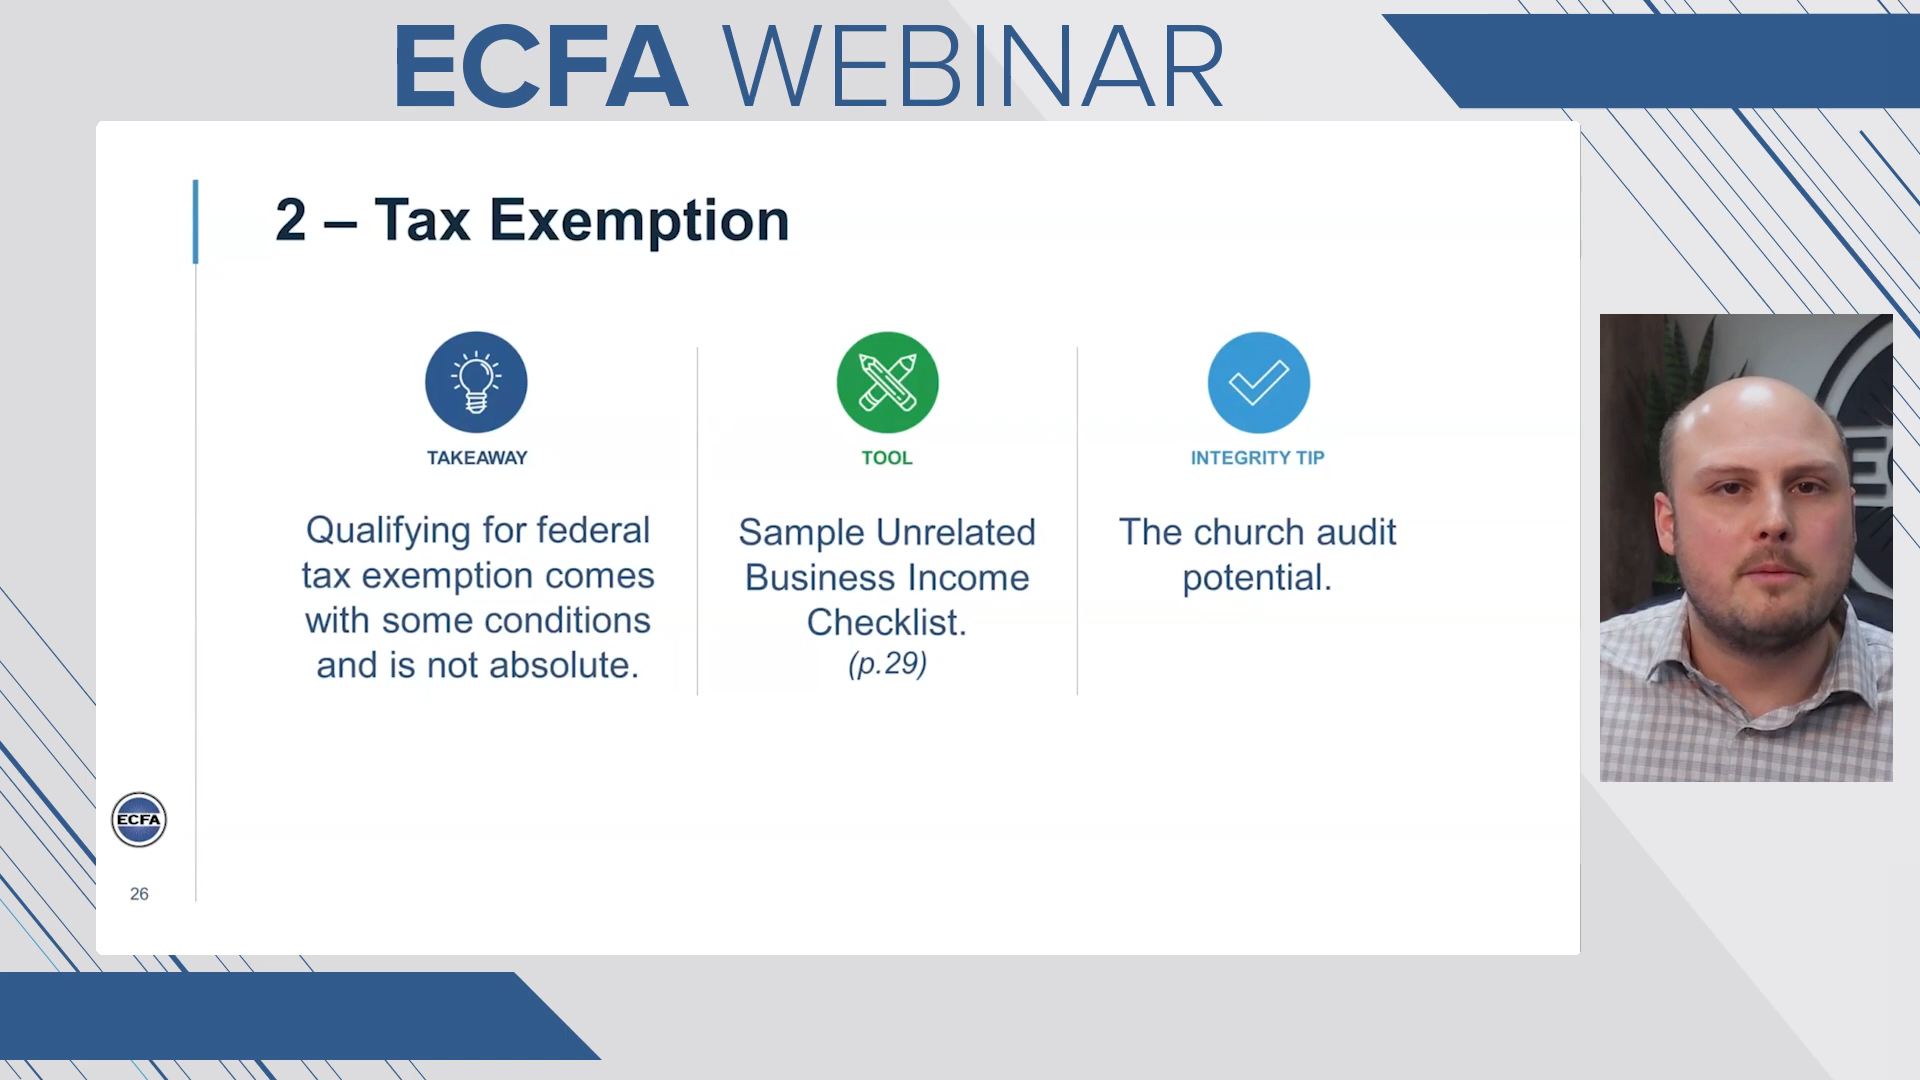 ECFA WEBINAR
2 – Tax Exemption
TAKEAWAY
Qualifying for federal
tax exemption comes
with some conditions
and is not absolute.
TOOL
Sample Unrelated
Business Income
Checklist.
(p.29)
INTEGRITY TIP
The church audit
potential.
ECFA
26